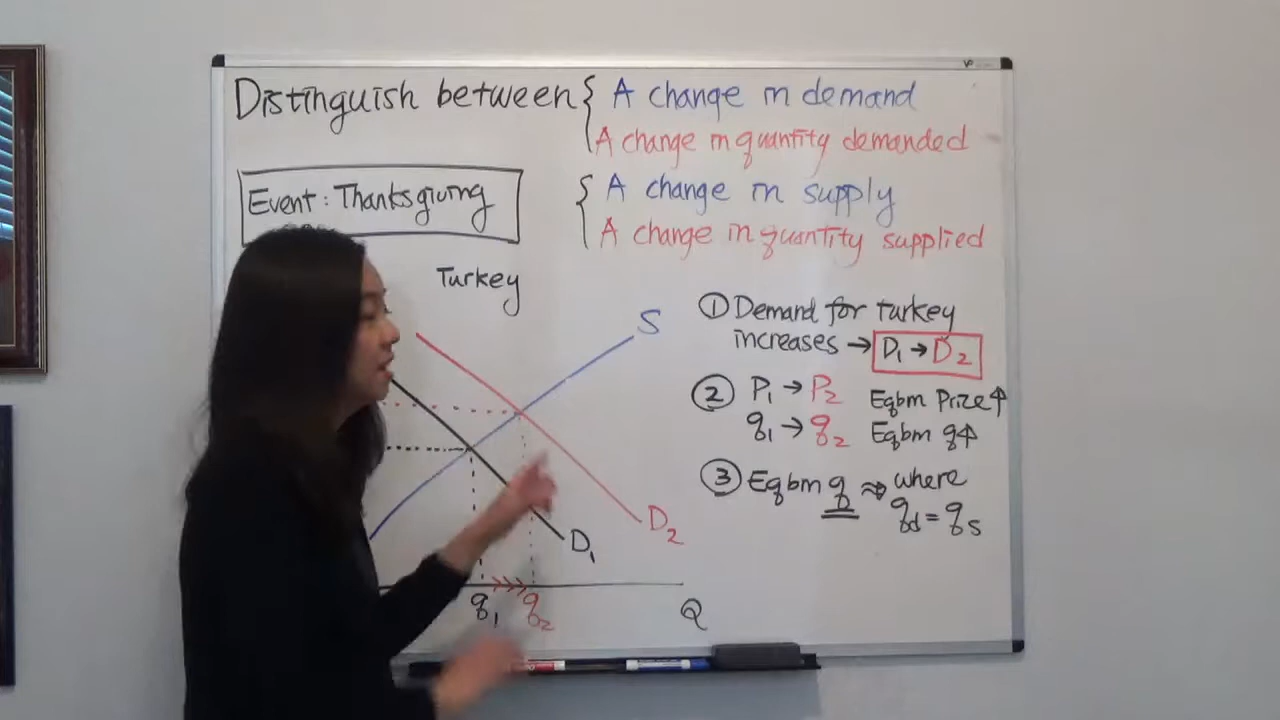 Distinguish between { A change in demand
A change in quantity demanded
Event: Thanksgiving
{ A change in supply
A change in quantity supplied
Turkey
S
D₁
D₂
q₁ q₂
Q
① Demand for turkey
increases → D₁ → D₂
② P₁ → P₂ Eqbm Prize↑
q₁ → q₂ Eqbm q↑
③ Eqbm q ⇒ where
qd = qs